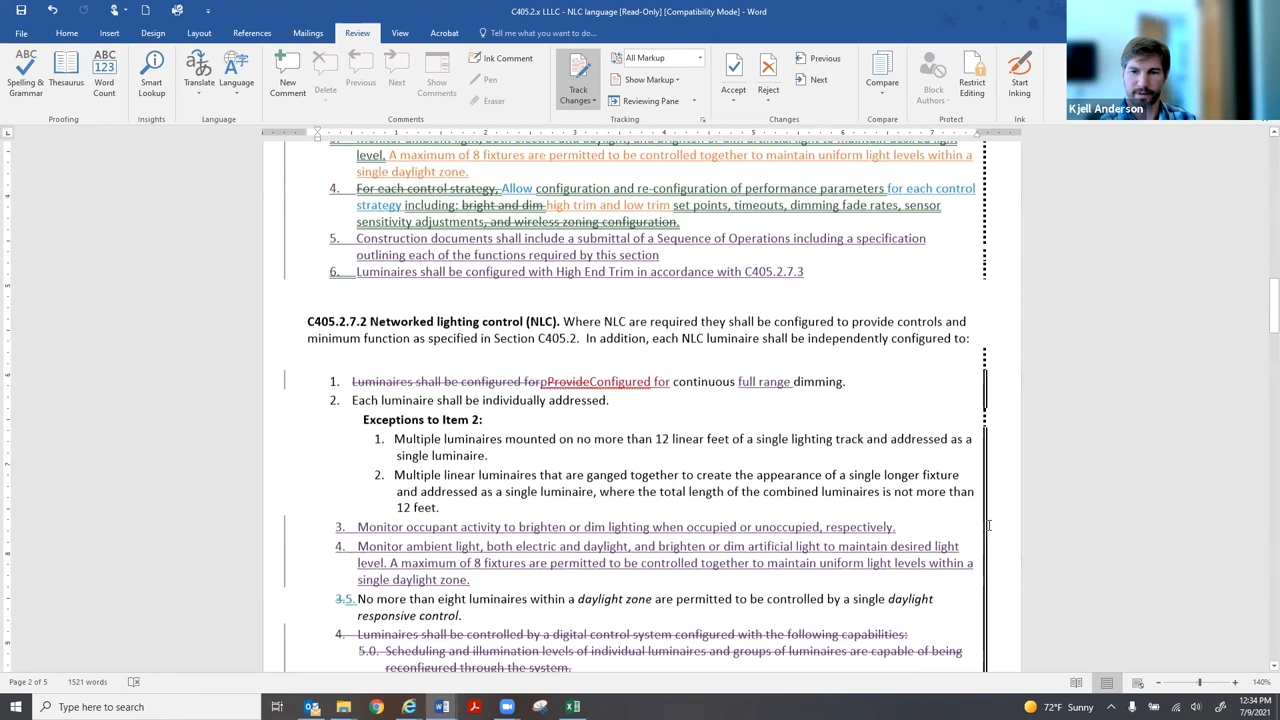 C405.2.x LLLC - NLC language [Read-Only] [Compatibility Mode] - Word
File Home Insert Design Layout References Mailings Review View Acrobat Tell me what you want to do...
Spelling & Grammar
Thesaurus
Word Count
Smart Lookup
Translate
Language
New Comment
Delete
Previous
Next
Show Comments
Ink Comment
Pen
Eraser
Track Changes
All Markup
Show Markup
Reviewing Pane
Accept
Reject
Previous
Next
Compare
Block Authors
Restrict Editing
Start Inking
Proofing Insights Language Comments Tracking Changes Compare Protect Ink
Kjell Anderson
1 2 3 4 5 6 7
level. A maximum of 8 fixtures are permitted to be controlled together to maintain uniform light levels within a
single daylight zone.
4. For each control strategy, Allow configuration and re-configuration of performance parameters for each control
strategy including: bright and dim high trim and low trim set points, timeouts, dimming fade rates, sensor
sensitivity adjustments, and wireless zoning configuration.
5. Construction documents shall include a submittal of a Sequence of Operations including a specification
outlining each of the functions required by this section
6. Luminaires shall be configured with High End Trim in accordance with C405.2.7.3
C405.2.7.2 Networked lighting control (NLC). Where NLC are required they shall be configured to provide controls and
minimum function as specified in Section C405.2. In addition, each NLC luminaire shall be independently configured to:
1. Luminaires shall be configured forpProvideConfigured for continuous full range dimming.
2. Each luminaire shall be individually addressed.
Exceptions to Item 2:
1. Multiple luminaires mounted on no more than 12 linear feet of a single lighting track and addressed as a
single luminaire.
2. Multiple linear luminaires that are ganged together to create the appearance of a single longer fixture
and addressed as a single luminaire, where the total length of the combined luminaires is not more than
12 feet.
3. Monitor occupant activity to brighten or dim lighting when occupied or unoccupied, respectively.
4. Monitor ambient light, both electric and daylight, and brighten or dim artificial light to maintain desired light
level. A maximum of 8 fixtures are permitted to be controlled together to maintain uniform light levels within a
single daylight zone.
3.5. No more than eight luminaires within a daylight zone are permitted to be controlled by a single daylight
responsive control.
4. Luminaires shall be controlled by a digital control system configured with the following capabilities:
5.0. Scheduling and illumination levels of individual luminaires and groups of luminaires are capable of being
reconfigured through the system.
Page 2 of 5 1521 words 140%
Type here to search
72°F Sunny
12:34 PM
7/9/2021